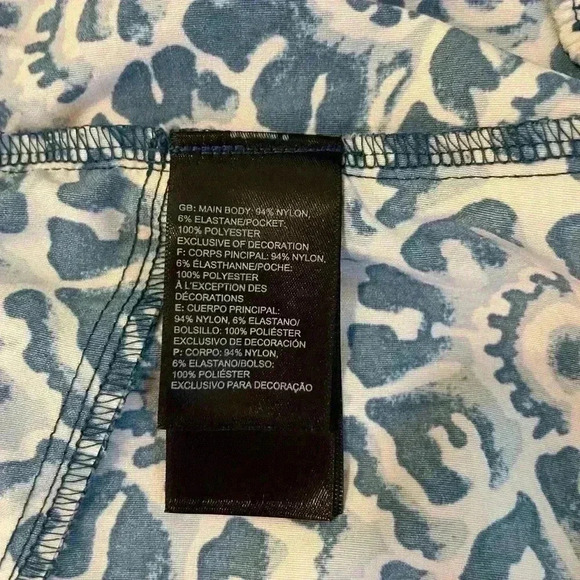 GB: MAIN BODY: 94% NYLON,
6% ELASTANE/POCKET:
100% POLYESTER
EXCLUSIVE OF DECORATION
F: CORPS PINCIPAL: 94% NYLON,
6% ÉLASTHANNE/POCHE:
100% POLYESTER
À L'EXCEPTION DES
DÉCORATIONS
E: CUERPO PRINCIPAL:
94% NYLON, 6% ELASTANO/
BOLSILLO: 100% POLIÉSTER
EXCLUSIVO DE DECORACIÓN
P: CORPO: 94% NYLON,
6% ELASTANO/BOLSO:
100% POLIÉSTER
EXCLUSIVO PARA DECORAÇÃO